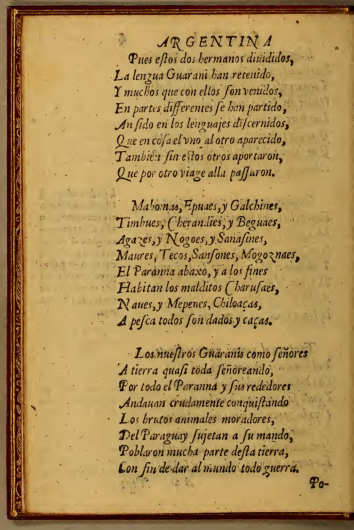 ARGENTINA
Pues eſtos dos hermanos diuididos,
La lengua Guarani han retenido,
Y muchos que con ellos ſon venidos,
En partes differentes ſe han partido,
An ſido en los lenguajes diſcernidos,
Que en coſa el vno al otro aparecido,
Tambiẽn ſin eſtos otros aportaron,
Que por otro viage alla paſſaron.
Mahomas, Epuaes, y Galchines,
Timbues, Cherandies, y Beguaes,
Agazes, y Nogoes, y Sanaſines,
Maures, Tecos, Sanſones, Mogoznaes,
El Paranna abaxo, y a los fines
Habitan los malditos Charuſaes,
Naues, y Mepenes, Chiloaças,
A peſca todos ſon dados y caças.
Los nueſtros Guaranis como ſeñores
A tierra quaſi toda ſeñoreando,
Por todo el Paranna y ſus rededores
Andauan crudamente conquiſtando
Los brutos animales moradores,
Del Paraguay ſujetan a ſu mando,
Poblaron mucha parte deſta tierra,
Con fin de dar al mundo todo guerra.
Po-